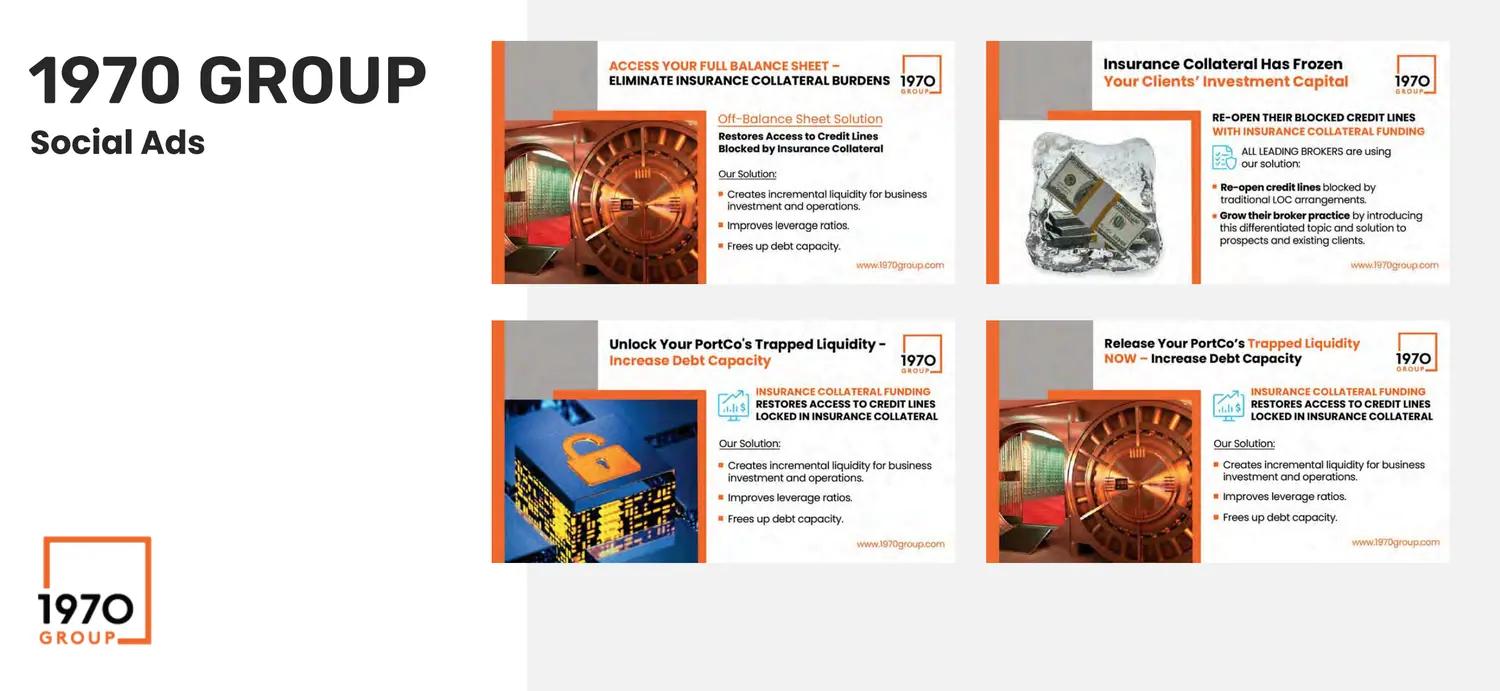 1970 GROUP
Social Ads
1970
GROUP
ACCESS YOUR FULL BALANCE SHEET –
ELIMINATE INSURANCE COLLATERAL BURDENS
1970
GROUP
Off-Balance Sheet Solution
Restores Access to Credit Lines
Blocked by Insurance Collateral
Our Solution:
Creates incremental liquidity for business
investment and operations.
Improves leverage ratios.
Frees up debt capacity.
www.1970group.com
Insurance Collateral Has Frozen
Your Clients’ Investment Capital
1970
GROUP
RE-OPEN THEIR BLOCKED CREDIT LINES
WITH INSURANCE COLLATERAL FUNDING
ALL LEADING BROKERS are using
our solution:
Re-open credit lines blocked by
traditional LOC arrangements.
Grow their broker practice by introducing
this differentiated topic and solution to
prospects and existing clients.
www.1970group.com
Unlock Your PortCo's Trapped Liquidity -
Increase Debt Capacity
1970
GROUP
INSURANCE COLLATERAL FUNDING
RESTORES ACCESS TO CREDIT LINES
LOCKED IN INSURANCE COLLATERAL
Our Solution:
Creates incremental liquidity for business
investment and operations.
Improves leverage ratios.
Frees up debt capacity.
www.1970group.com
Release Your PortCo’s Trapped Liquidity
NOW – Increase Debt Capacity
1970
GROUP
INSURANCE COLLATERAL FUNDING
RESTORES ACCESS TO CREDIT LINES
LOCKED IN INSURANCE COLLATERAL
Our Solution:
Creates incremental liquidity for business
investment and operations.
Improves leverage ratios.
Frees up debt capacity.
www.1970group.com